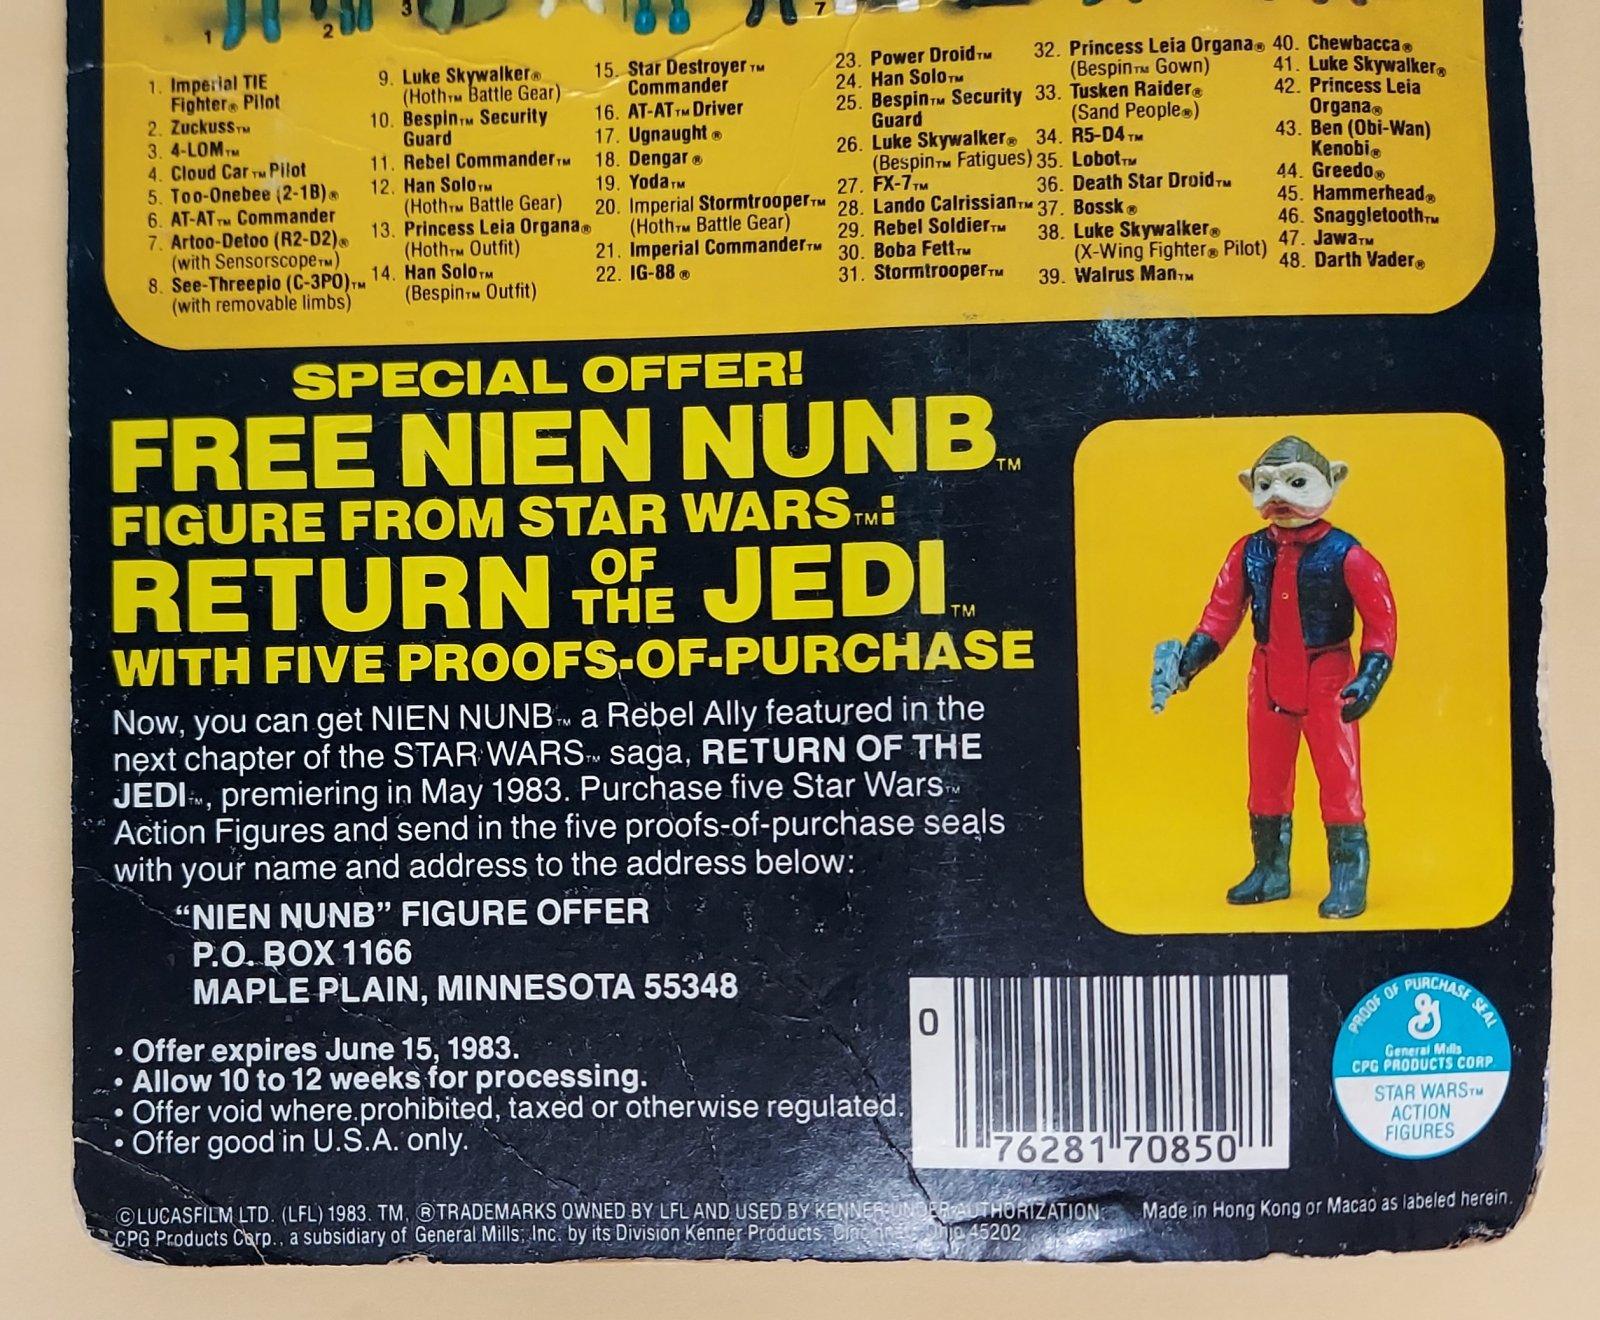 1
2
3
7
1. Imperial TIE
Fighter® Pilot
2. Zuckuss™
3. 4-LOM™
4. Cloud Car™ Pilot
5. Too-Onebee (2-1B)®
6. AT-AT™ Commander
7. Artoo-Detoo (R2-D2)®
(with Sensorscope™)
8. See-Threepio (C-3PO)™
(with removable limbs)
9. Luke Skywalker®
(Hoth™ Battle Gear)
10. Bespin™ Security
Guard
11. Rebel Commander™
12. Han Solo™
(Hoth™ Battle Gear)
13. Princess Leia Organa®
(Hoth™ Outfit)
14. Han Solo™
(Bespin™ Outfit)
15. Star Destroyer™
Commander
16. AT-AT™ Driver
17. Ugnaught®
18. Dengar®
19. Yoda™
20. Imperial Stormtrooper™
(Hoth™ Battle Gear)
21. Imperial Commander™
22. IG-88®
23. Power Droid™
24. Han Solo™
25. Bespin™ Security
Guard
26. Luke Skywalker®
(Bespin™ Fatigues)
27. FX-7™
28. Lando Calrissian™
29. Rebel Soldier™
30. Boba Fett™
31. Stormtrooper™
32. Princess Leia Organa®
(Bespin™ Gown)
33. Tusken Raider®
(Sand People®)
34. R5-D4™
35. Lobot™
36. Death Star Droid™
37. Bossk®
38. Luke Skywalker®
(X-Wing Fighter® Pilot)
39. Walrus Man™
40. Chewbacca®
41. Luke Skywalker®
42. Princess Leia
Organa®
43. Ben (Obi-Wan)
Kenobi®
44. Greedo®
45. Hammerhead®
46. Snaggletooth™
47. Jawa™
48. Darth Vader®
SPECIAL OFFER!
FREE NIEN NUNB™
FIGURE FROM STAR WARS™:
RETURN OF THE JEDI™
WITH FIVE PROOFS-OF-PURCHASE
Now, you can get NIEN NUNB™ a Rebel Ally featured in the
next chapter of the STAR WARS™ saga, RETURN OF THE
JEDI™, premiering in May 1983. Purchase five Star Wars™
Action Figures and send in the five proofs-of-purchase seals
with your name and address to the address below:
“NIEN NUNB” FIGURE OFFER
P.O. BOX 1166
MAPLE PLAIN, MINNESOTA 55348
• Offer expires June 15, 1983.
• Allow 10 to 12 weeks for processing.
• Offer void where prohibited, taxed or otherwise regulated.
• Offer good in U.S.A. only.
0
76281 70850
PROOF OF PURCHASE SEAL
General Mills
CPG PRODUCTS CORP.
STAR WARS™
ACTION
FIGURES
© LUCASFILM LTD. (LFL) 1983. TM, ® TRADEMARKS OWNED BY LFL AND USED BY KENNER UNDER AUTHORIZATION. Made in Hong Kong or Macao as labeled herein.
CPG Products Corp., a subsidiary of General Mills, Inc. by its Division Kenner Products, Cincinnati, Ohio 45202